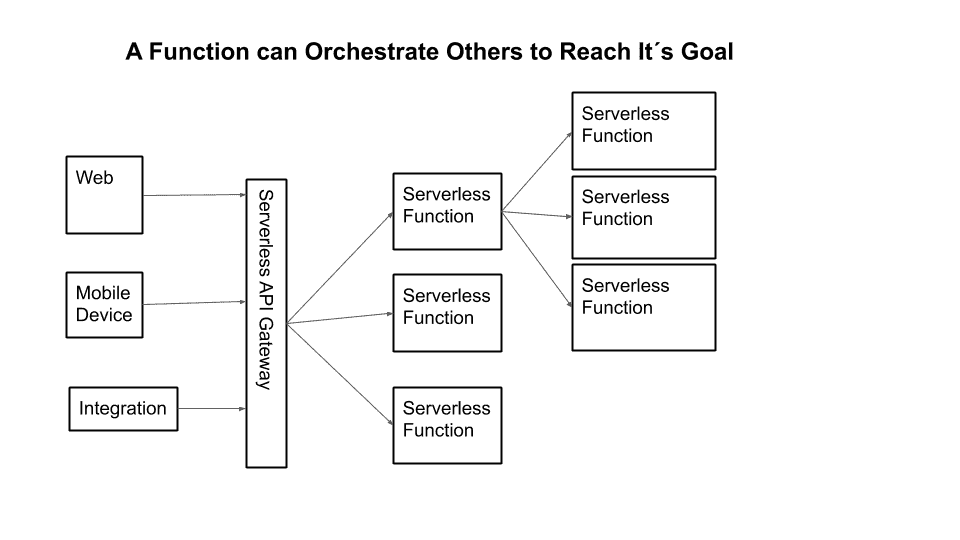 A Function can Orchestrate Others to Reach It´s Goal
Web
Mobile
Device
Integration
Serverless API Gateway
Serverless
Function
Serverless
Function
Serverless
Function
Serverless
Function
Serverless
Function
Serverless
Function